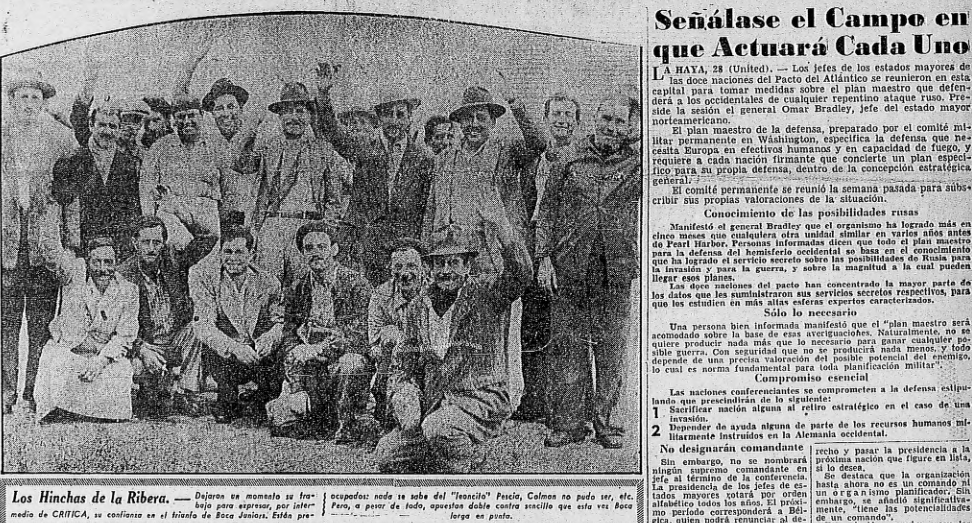 Los Hinchas de la Ribera. — Dejaron un momento su tra-
bajo para expresar, por inter-
medio de CRITICA, su confianza en el triunfo de Boca Juniors. Están pre-
ocupados: nada se sabe del "leoncito" Pescia, Colman no pudo ser, etc.
Pero, a pesar de todo, apuestan doble contra sencillo que esta vez Boca
larga en punta.
Señálase el Campo en
que Actuará Cada Uno
LA HAYA, 28 (United). — Los jefes de los estados mayores de
las doce naciones del Pacto del Atlántico se reunieron en esta
capital para tomar medidas sobre el plan maestro que defen-
derá a los occidentales de cualquier repentino ataque ruso. Pre-
side la sesión el general Omar Bradley, jefe del estado mayor
norteamericano.
El plan maestro de la defensa, preparado por el comité mi-
litar permanente en Wáshington, especifica la defensa que ne-
cesita Europa en efectivos humanos y en capacidad de fuego, y
requiere a cada nación firmante que concierte un plan especí-
fico para su propia defensa, dentro de la concepción estratégica
general.
El comité permanente se reunió la semana pasada para subs-
cribir sus propias valoraciones de la situación.
Conocimiento de las posibilidades rusas
Manifestó el general Bradley que el organismo ha logrado más en
cinco meses que cualquiera otra unidad similar en varios años antes
de Pearl Harbor. Personas informadas dicen que todo el plan maestro
para la defensa del hemisferio occidental se basa en el conocimiento
que ha logrado el servicio secreto sobre las posibilidades de Rusia para
la invasión y para la guerra, y sobre la magnitud a la cual pueden
llegar esos planes.
Las doce naciones del pacto han concentrado la mayor parte de
los datos que les suministraron sus servicios secretos respectivos, para
que los estudien en más altas esferas expertos caracterizados.
Sólo lo necesario
Una persona bien informada manifestó que el "plan maestro será
acomodado sobre la base de esas averiguaciones. Naturalmente, no se
quiere producir nada más que lo necesario para ganar cualquier po-
sible guerra. Con seguridad que no se producirá nada menos, y todo
depende de una precisa valoración del posible potencial del enemigo,
lo cual es norma fundamental para toda planificación militar".
Compromiso esencial
Las naciones conferenciantes se comprometen a la defensa estipu-
lando que prescindirán de lo siguiente:
1 Sacrificar nación alguna al retiro estratégico en el caso de una
invasión.
2 Depender de ayuda alguna de parte de los recursos humanos mi-
litarmente instruidos en la Alemania occidental.
No designarán comandante
Sin embargo, no se nombrará
ningún supremo comandante en
jefe al término de la conferencia.
La presidencia de los jefes de es-
tados mayores rotará por orden
alfabético todos los años. El próxi-
mo período corresponderá a Bél-
gica, quien podrá renunciar al de-
recho y pasar la presidencia a la
próxima nación que figure en lista,
si lo desea.
Se destaca que la organización
hasta ahora no es un comando ni
un organismo planificador. Sin
embargo, se añadió significativa-
mente, "tiene las potencialidades
de un comando".